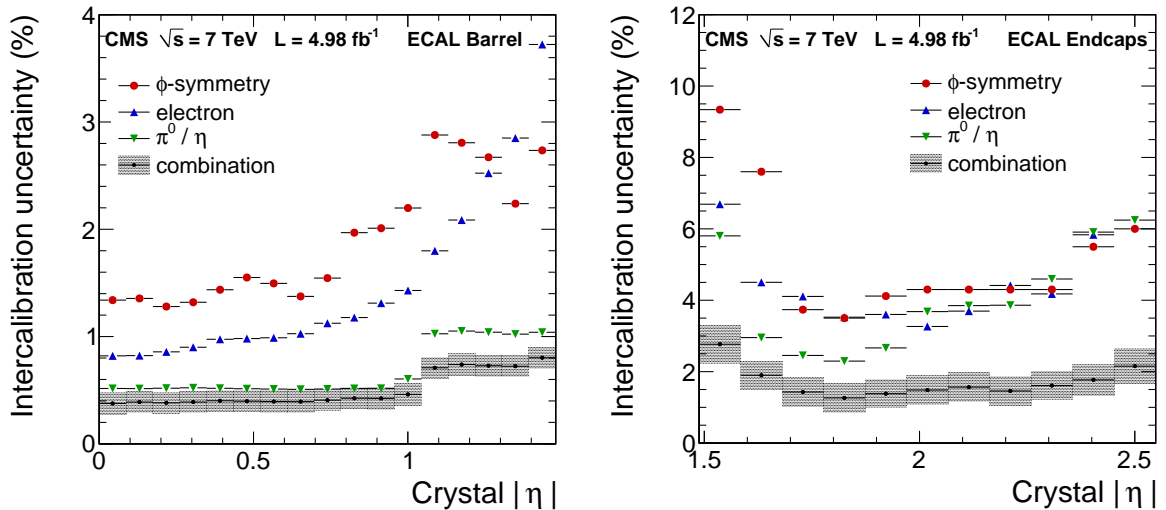 Intercalibration uncertainty (%)
4
3
2
1
0
CMS √s = 7 TeV L = 4.98 fb⁻¹ ECAL Barrel
ϕ-symmetry
electron
π⁰ / η
combination
0 0.5 1
Crystal | η |
Intercalibration uncertainty (%)
12
10
8
6
4
2
0
CMS √s = 7 TeV L = 4.98 fb⁻¹ ECAL Endcaps
ϕ-symmetry
electron
π⁰ / η
combination
1.5 2 2.5
Crystal | η |